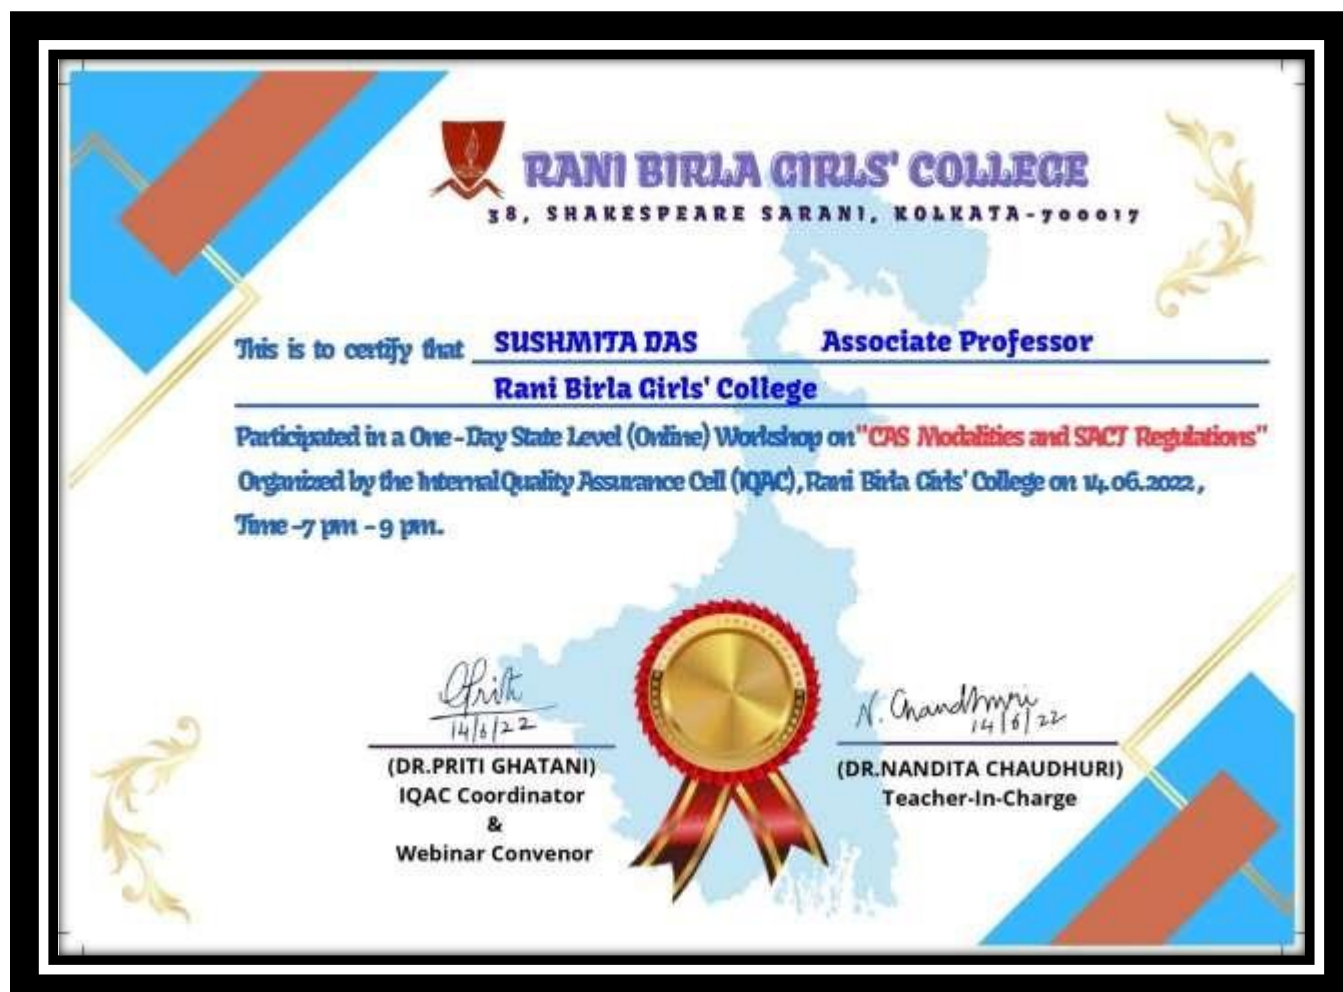 RANI BIRLA GIRLS' COLLEGE
38, SHAKESPEARE SARANI, KOLKATA-700017
This is to certify that SUSHMITA DAS Associate Professor
Rani Birla Girls' College
Participated in a One-Day State Level (Online) Workshop on "CAS Modalities and SACT Regulations"
Organized by the Internal Quality Assurance Cell (IQAC), Rani Birla Girls' College on 14.06.2022,
Time -7 pm - 9 pm.
Priti
14/6/22
N. Chaudhuri
14/6/22
(DR.PRITI GHATANI)
IQAC Coordinator
&
Webinar Convenor
(DR.NANDITA CHAUDHURI)
Teacher-In-Charge